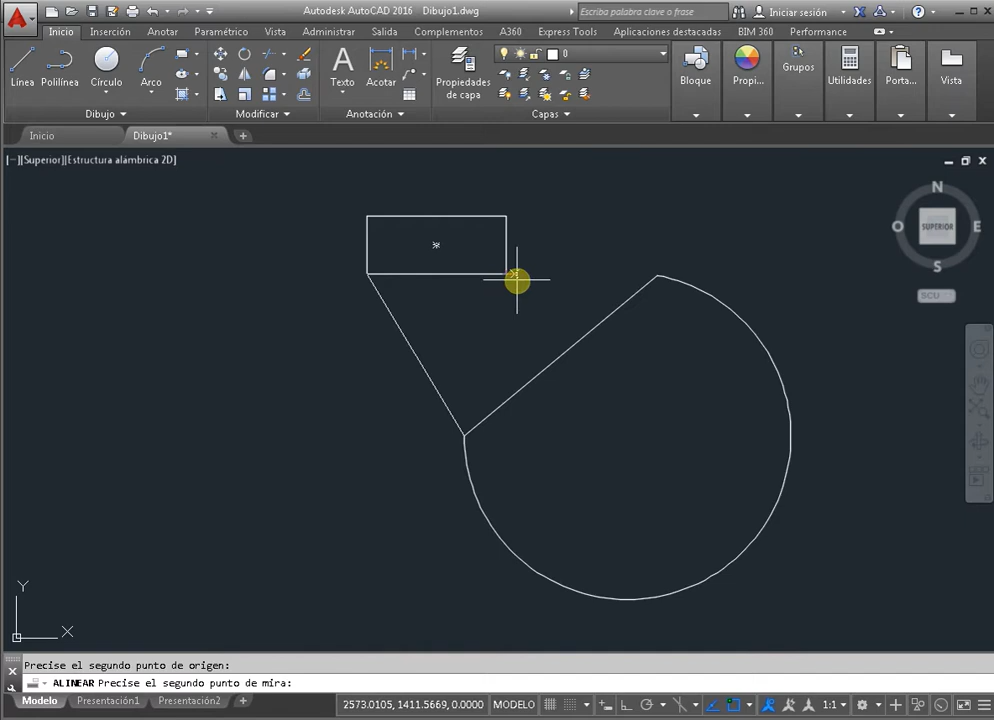 Autodesk AutoCAD 2016 Dibujo1.dwg
Escriba palabra clave o frase
Iniciar sesión
Inicio Inserción Anotar Paramétrico Vista Administrar Salida Complementos A360 Express Tools Aplicaciones destacadas BIM 360 Performance
Línea Polilínea Círculo Arco Texto Acotar Propiedades de capa 0 Bloque Propi... Grupos Utilidades Porta... Vista
Dibujo Modificar Anotación Capas
Inicio Dibujo1*
[−][Superior][Estructura alámbrica 2D]
N
O SUPERIOR E
S
SCU
Y
X
Precise el segundo punto de origen:
ALINEAR Precise el segundo punto de mira:
Modelo Presentación1 Presentación2 + 2573.0105, 1411.5669, 0.0000 MODELO 1:1